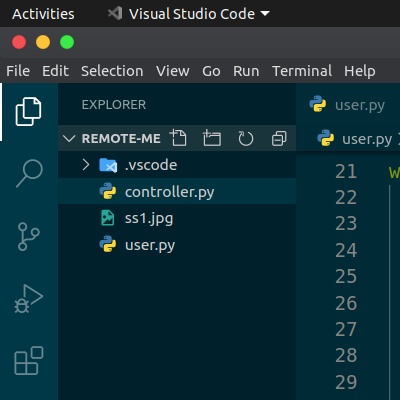 Activities Visual Studio Code
File Edit Selection View Go Run Terminal Help
EXPLORER
user.py
REMOTE-ME
user.py
.vscode
controller.py
ss1.jpg
user.py
21 w
22
23
24
25
26
27
28
29